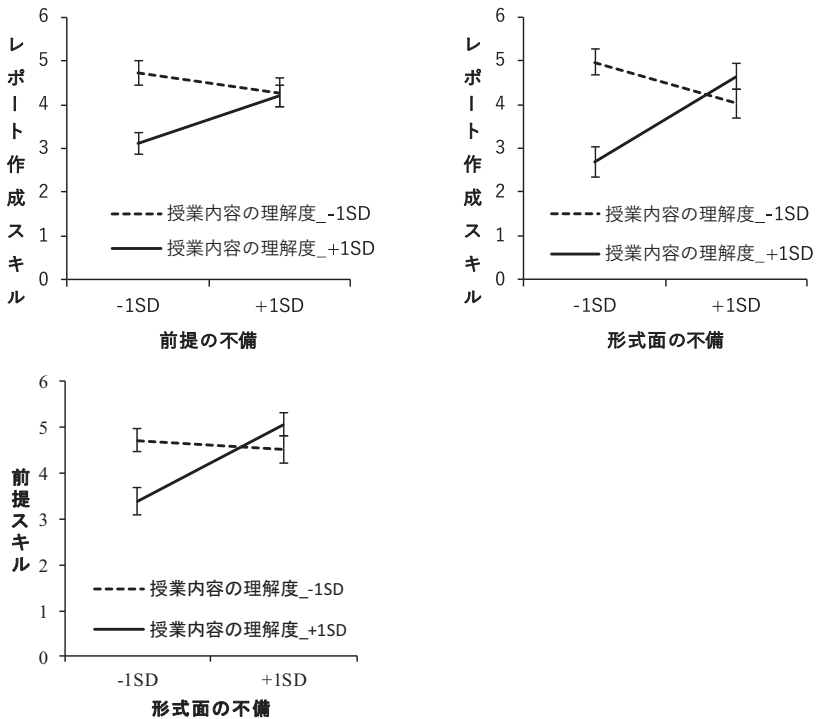 6
5
4
3
2
1
0
レポート作成スキル
授業内容の理解度_-1SD
授業内容の理解度_+1SD
-1SD
+1SD
前提の不備
6
5
4
3
2
1
0
レポート作成スキル
授業内容の理解度_-1SD
授業内容の理解度_+1SD
-1SD
+1SD
形式面の不備
6
5
4
3
2
1
0
前提スキル
授業内容の理解度_-1SD
授業内容の理解度_+1SD
-1SD
+1SD
形式面の不備